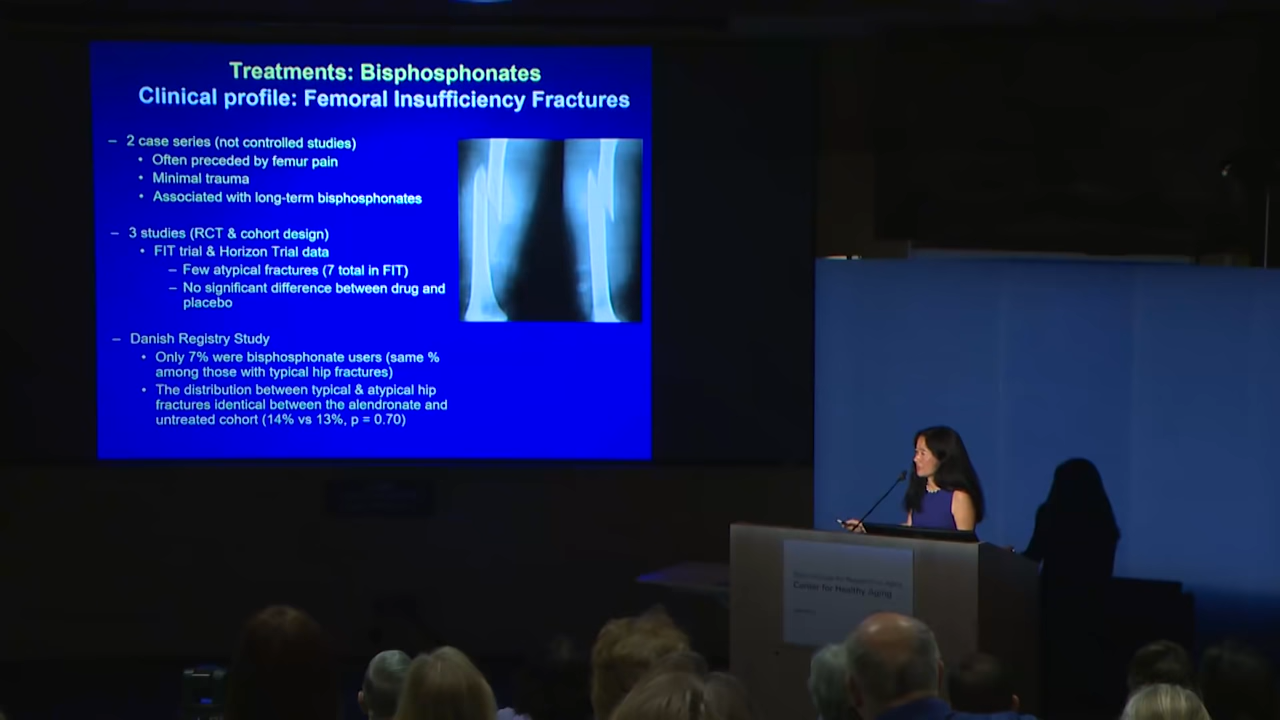 Treatments: Bisphosphonates
Clinical profile: Femoral Insufficiency Fractures
– 2 case series (not controlled studies)
• Often preceded by femur pain
• Minimal trauma
• Associated with long-term bisphosphonates
– 3 studies (RCT & cohort design)
• FIT trial & Horizon Trial data
– Few atypical fractures (7 total in FIT)
– No significant difference between drug and
placebo
– Danish Registry Study
• Only 7% were bisphosphonate users (same %
among those with typical hip fractures)
• The distribution between typical & atypical hip
fractures identical between the alendronate and
untreated cohort (14% vs 13%, p = 0.70)
Center for Healthy Aging